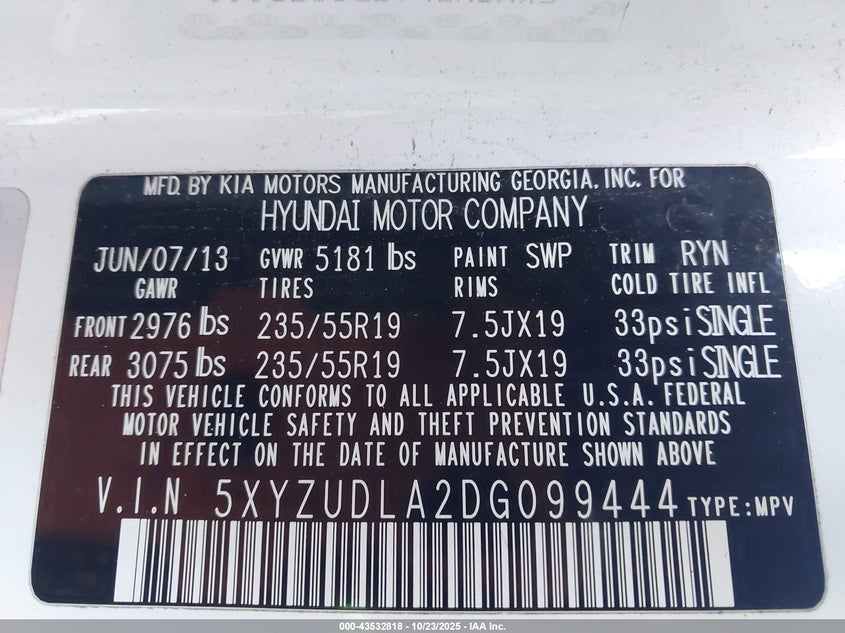 MFD. BY KIA MOTORS MANUFACTURING GEORGIA. INC. FOR
HYUNDAI MOTOR COMPANY
JUN/07/13 GVWR 5181 lbs PAINT SWP TRIM RYN
GAWR TIRES RIMS COLD TIRE INFL
FRONT 2976 lbs 235/55R19 7.5JX19 33psi SINGLE
REAR 3075 lbs 235/55R19 7.5JX19 33psi SINGLE
THIS VEHICLE CONFORMS TO ALL APPLICABLE U.S.A. FEDERAL
MOTOR VEHICLE SAFETY AND THEFT PREVENTION STANDARDS
IN EFFECT ON THE DATE OF MANUFACTURE SHOWN ABOVE
V.I.N 5XYZUDLA2DG099444 TYPE:MPV
000-43532818 - 10/23/2025 - IAA Inc.